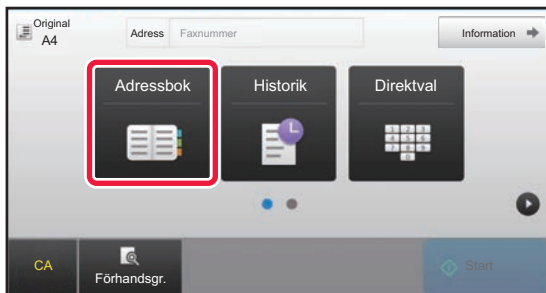 Original
A4
Adress Faxnummer
Information
Adressbok Historik Direktval
CA
Förhandsgr.
Start